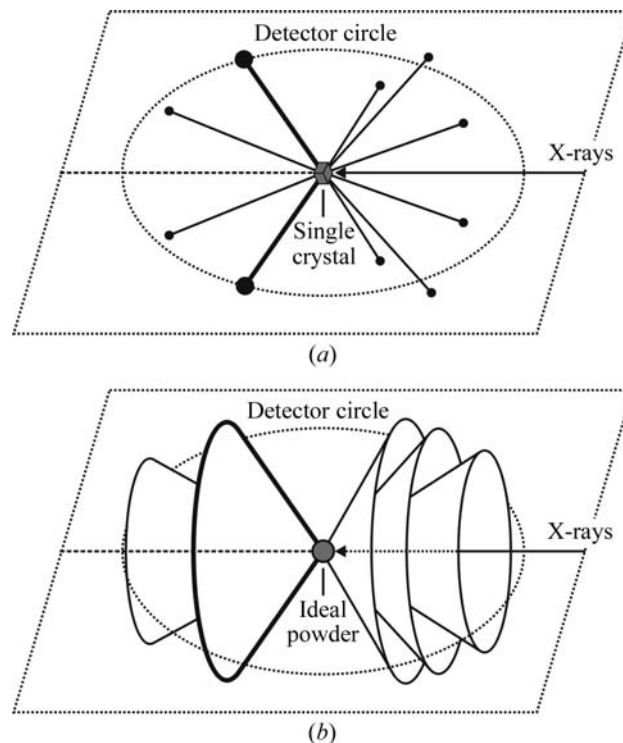 Detector circle
X-rays
Single
crystal
(a)
Detector circle
X-rays
Ideal
powder
(b)